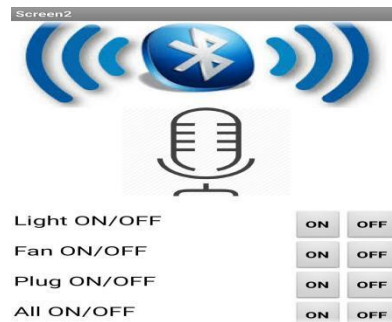 Screen2
Light ON/OFF ON OFF
Fan ON/OFF ON OFF
Plug ON/OFF ON OFF
All ON/OFF ON OFF